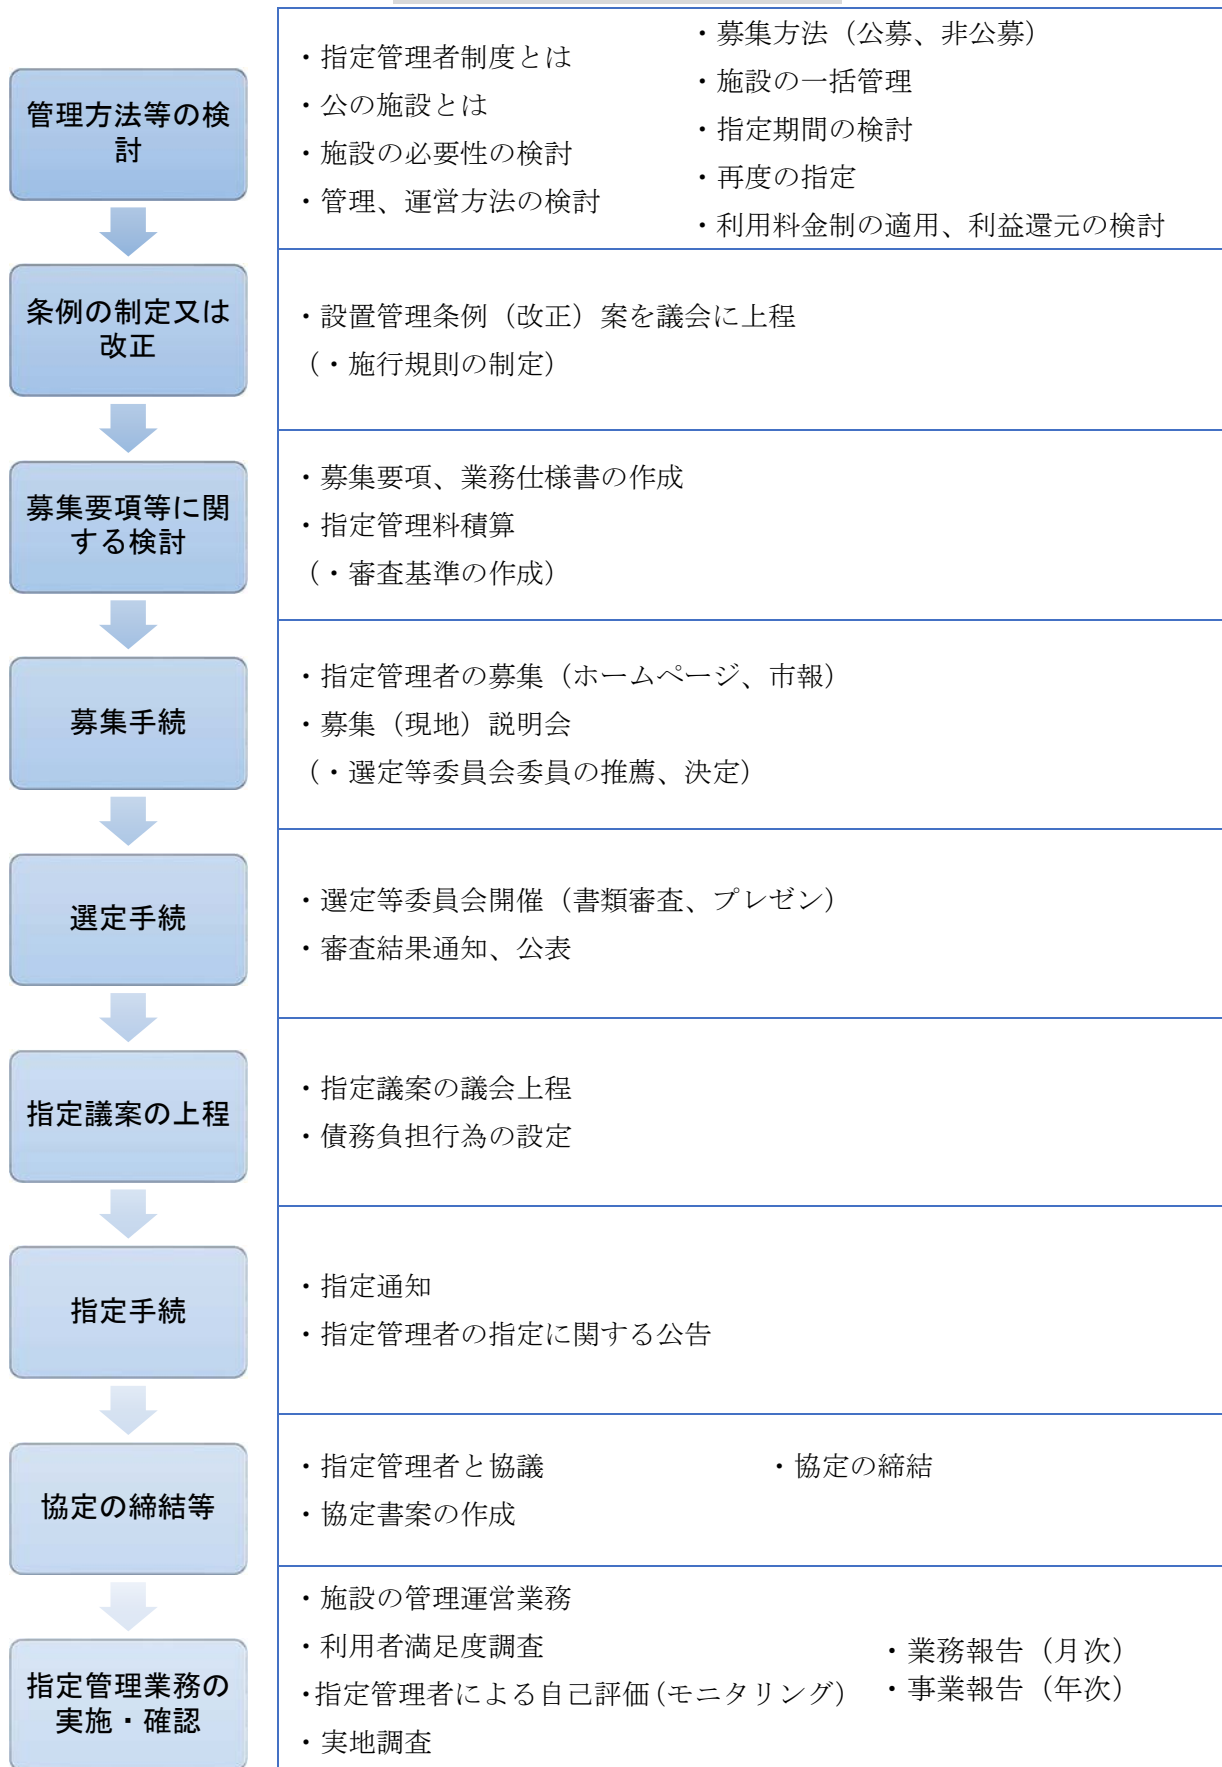 管理方法等の検
討
・指定管理者制度とは
・公の施設とは
・施設の必要性の検討
・管理、運営方法の検討
・募集方法（公募、非公募）
・施設の一括管理
・指定期間の検討
・再度の指定
・利用料金制の適用、利益還元の検討
条例の制定又は
改正
・設置管理条例（改正）案を議会に上程
（・施行規則の制定）
募集要項等に関
する検討
・募集要項、業務仕様書の作成
・指定管理料積算
（・審査基準の作成）
募集手続
・指定管理者の募集（ホームページ、市報）
・募集（現地）説明会
（・選定等委員会委員の推薦、決定）
選定手続
・選定等委員会開催（書類審査、プレゼン）
・審査結果通知、公表
指定議案の上程
・指定議案の議会上程
・債務負担行為の設定
指定手続
・指定通知
・指定管理者の指定に関する公告
協定の締結等
・指定管理者と協議
・協定書案の作成
・協定の締結
指定管理業務の
実施・確認
・施設の管理運営業務
・利用者満足度調査
・指定管理者による自己評価（モニタリング）
・実地調査
・業務報告（月次）
・事業報告（年次）